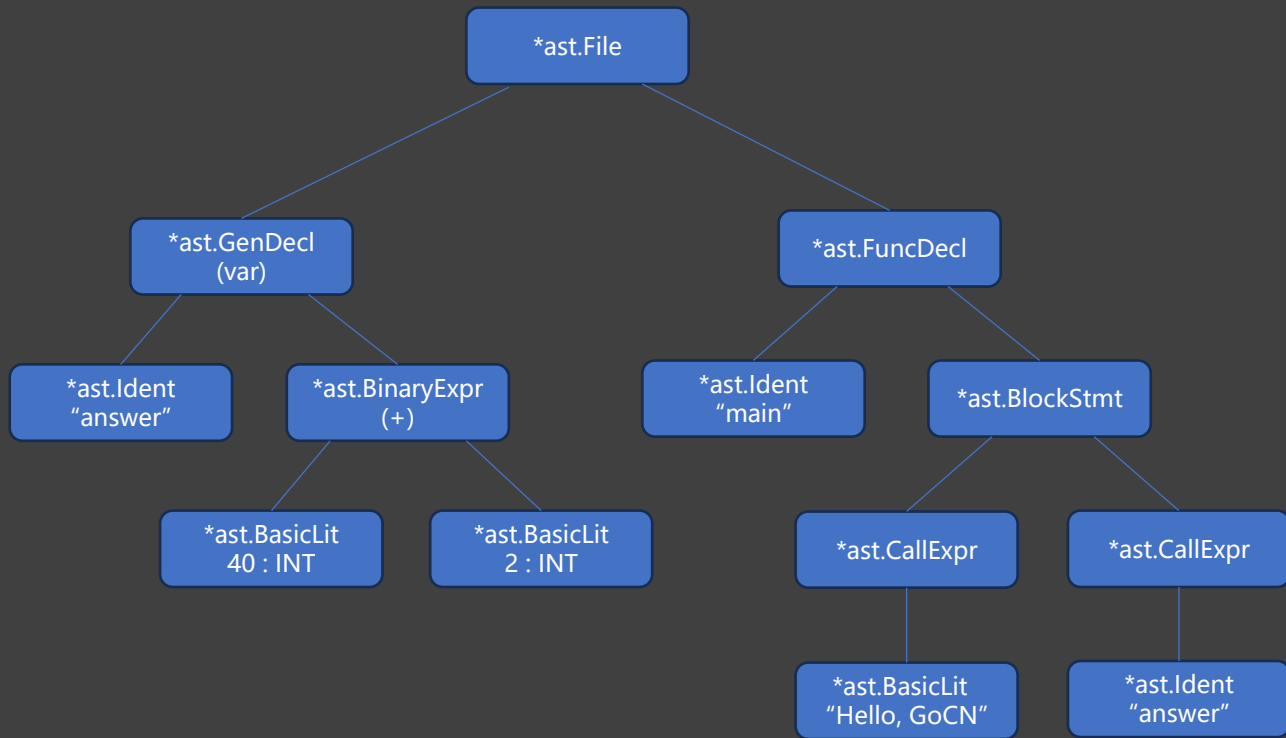 *ast.File
*ast.GenDecl
(var)
*ast.FuncDecl
*ast.Ident
“answer”
*ast.BinaryExpr
(+)
*ast.Ident
“main”
*ast.BlockStmt
*ast.BasicLit
40 : INT
*ast.BasicLit
2 : INT
*ast.CallExpr
*ast.CallExpr
*ast.BasicLit
“Hello, GoCN”
*ast.Ident
“answer”